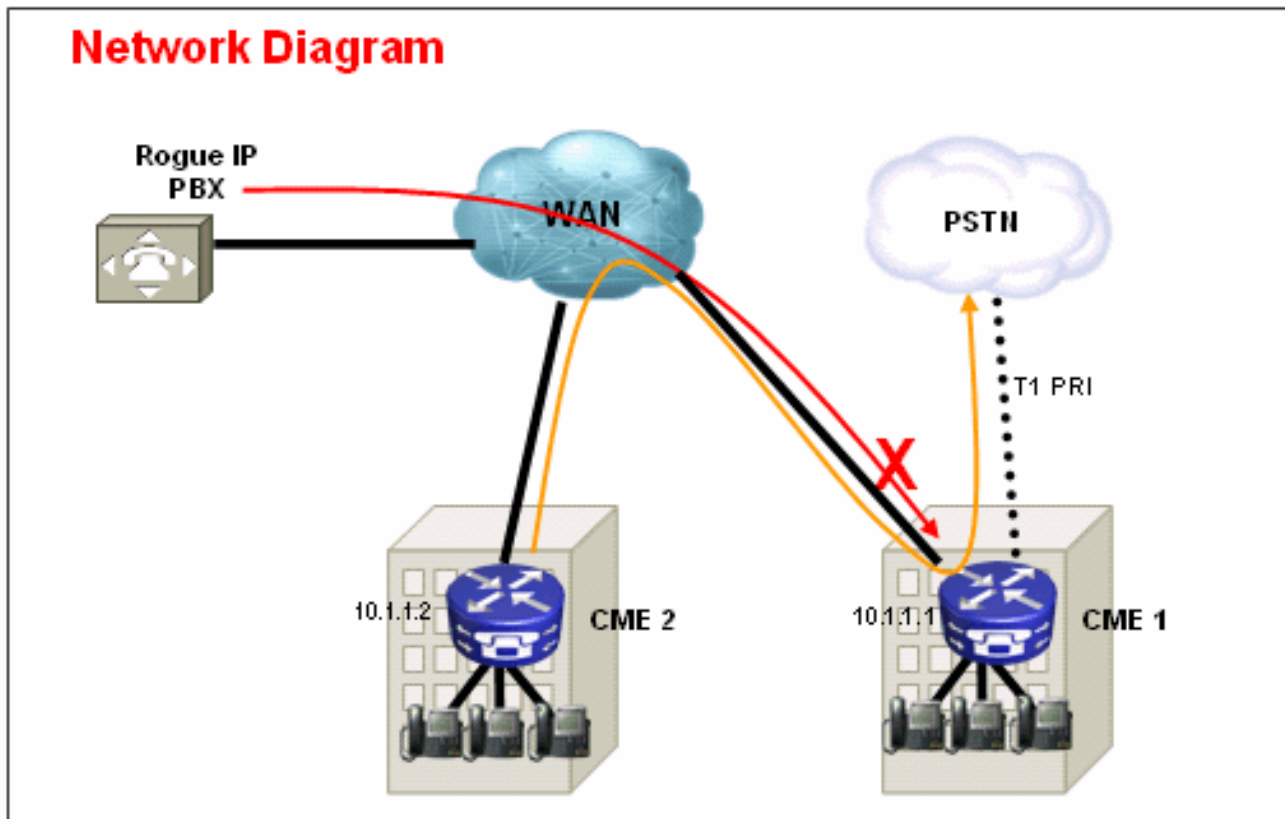 Network Diagram
Rogue IP
PBX
WAN
PSTN
T1 PRI
X
10.1.1.2
CME 2
10.1.1.1
CME 1